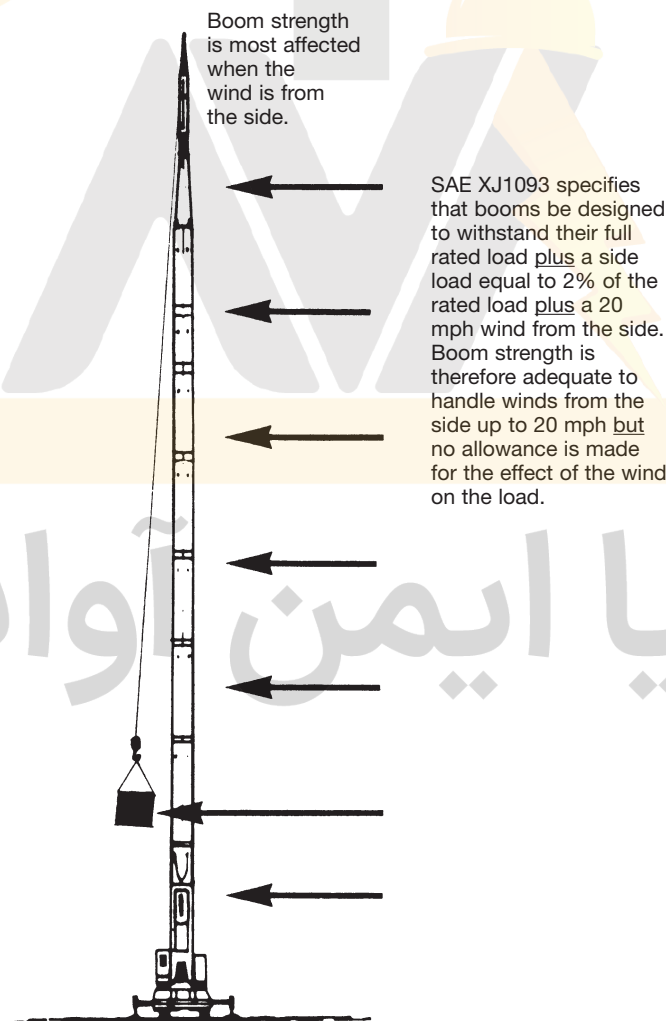 Boom strength
is most affected
when the
wind is from
the side.
SAE XJ1093 specifies
that booms be designed
to withstand their full
rated load plus a side
load equal to 2% of the
rated load plus a 20
mph wind from the side.
Boom strength is
therefore adequate to
handle winds from the
side up to 20 mph but
no allowance is made
for the effect of the wind
on the load.
ایمن